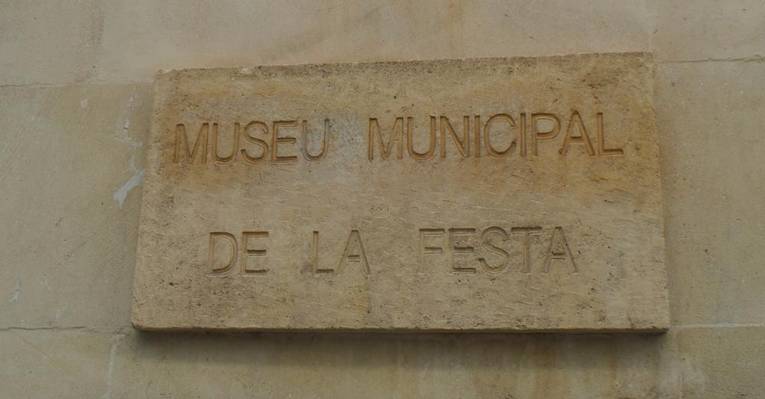 MUSEU MUNICIPAL
DE LA FESTA